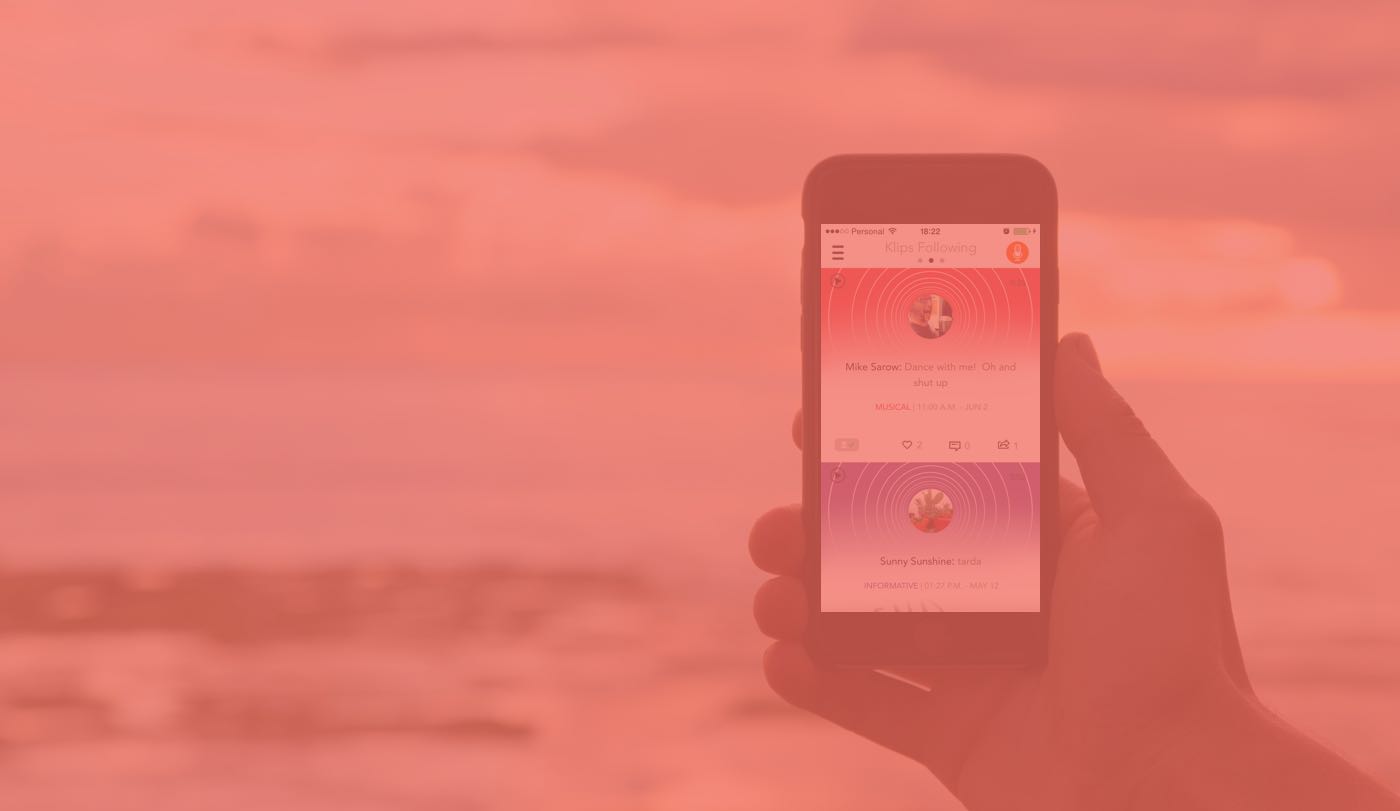 Personal 18:22
Klips Following
Mike Sarow: Dance with me! Oh and
shut up
MUSICAL | 11:00 A.M. - JUN 2
2 0 1
Sunny Sunshine: tarda
INFORMATIVE | 01:27 P.M. - MAY 12